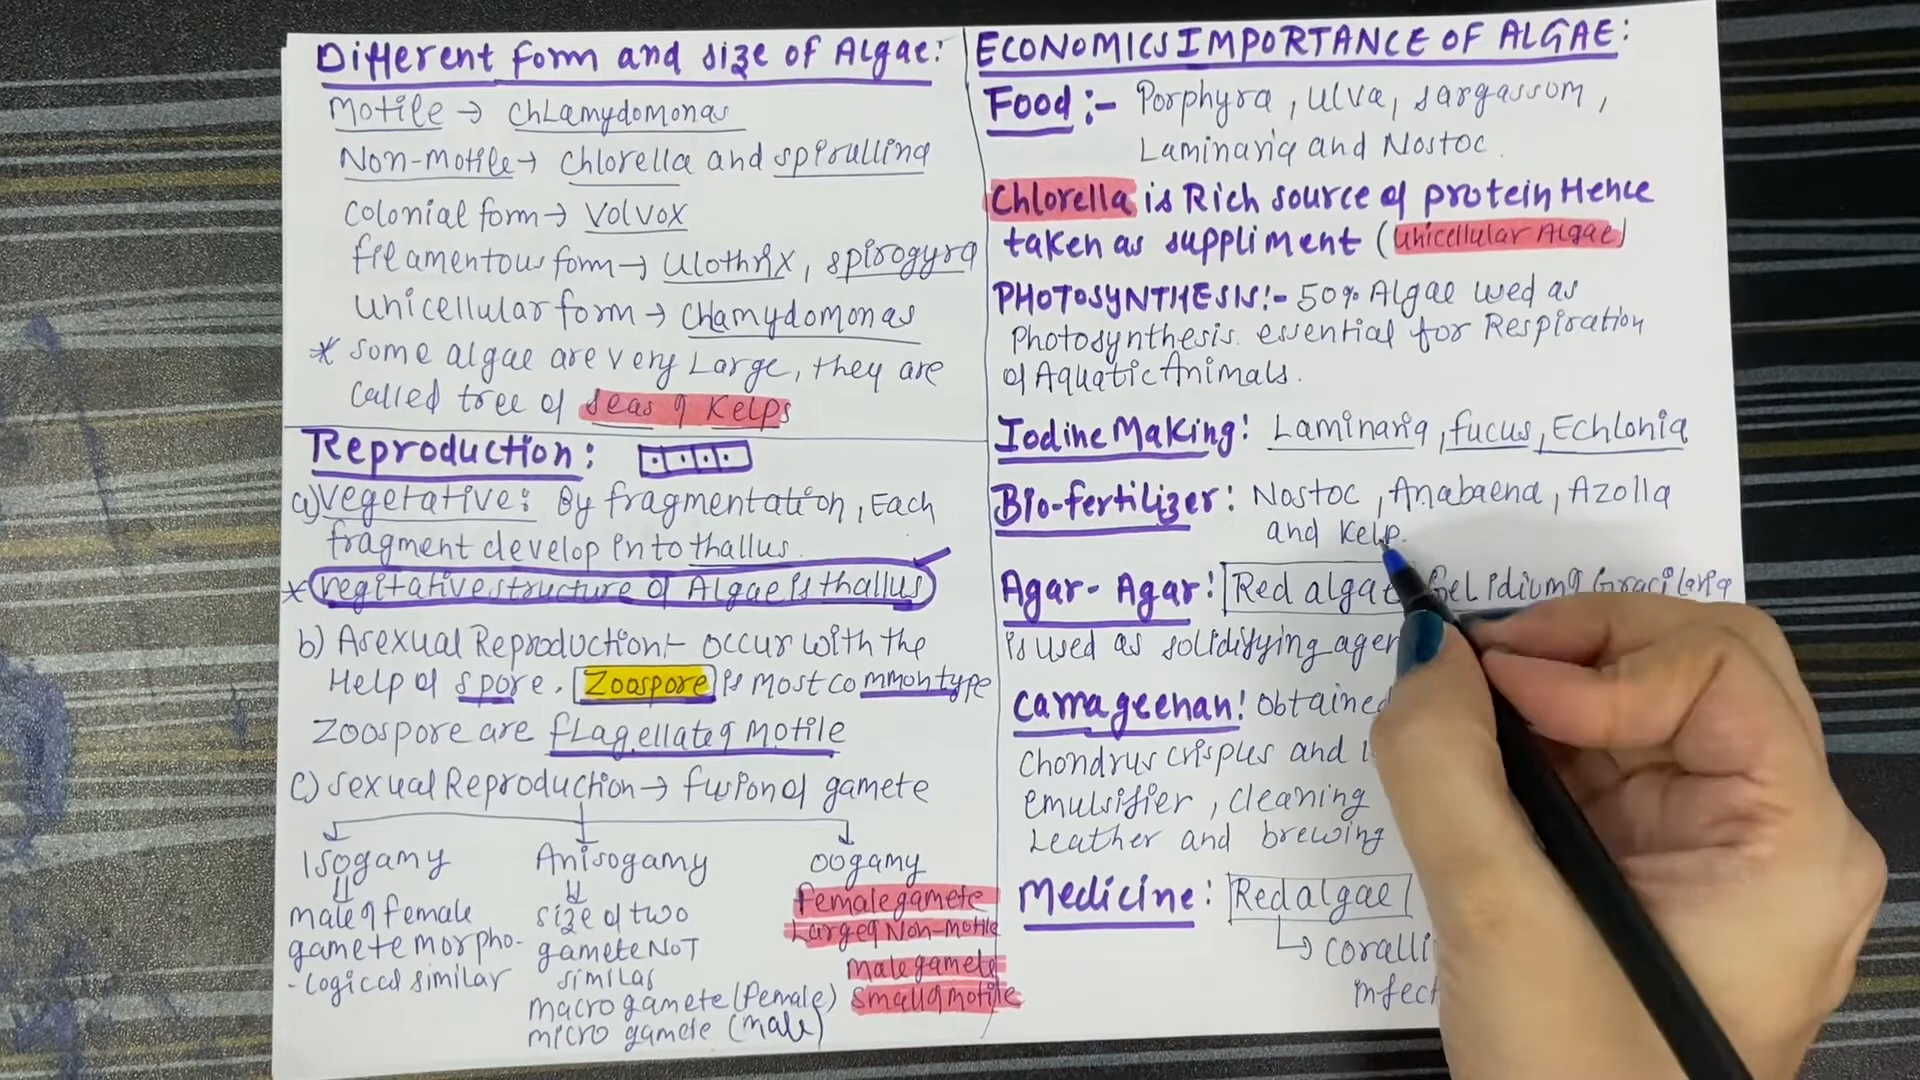 Different form and size of Algae:
Motile → Chlamydomonas
Non-motile → Chlorella and spirullina
Colonial form → Volvox
filamentous form → Ulothrix, spirogyra
Unicellular form → Chamydomonas
* Some algae are very Large, they are
Called tree of Seas & Kelps
Reproduction:
a) Vegetative: By fragmentation, Each
fragment develop into thallus.
* Vegitative structure of Algae is thallus
b) Asexual Reproduction:- occur with the
Help of spore. Zoospore is most common type
Zoospore are flagellate & motile
c) sexual Reproduction → fusion of gamete
Isogamy
male & female
gamete morpho-
-logical similar
Anisogamy
size of two
gamete NOT
similar
macro gamete (female)
micro gamete (male)
oogamy
Female gamete
Large & Non-motile
male gamete
small & motile
ECONOMICS IMPORTANCE OF ALGAE:
Food:- Porphyra, Ulva, sargassum,
Laminaria and Nostoc.
Chlorella is Rich source of protein Hence
taken as suppliment (Unicellular Algae)
PHOTOSYNTHESIS:- 50% Algae used as
Photosynthesis. essential for Respiration
of Aquatic Animals.
Iodine Making: Laminaria, fucus, Echlonia
Bio-fertilizer: Nostoc, Anabaena, Azolla
and Kelp.
Agar-Agar: Red algae Gelidium & Gracilaria
is used as solidifying
Carrageenan! obtained
Chondrus crispus and
emulsifier, cleaning
Leather and brewing
Medicine: Red algae